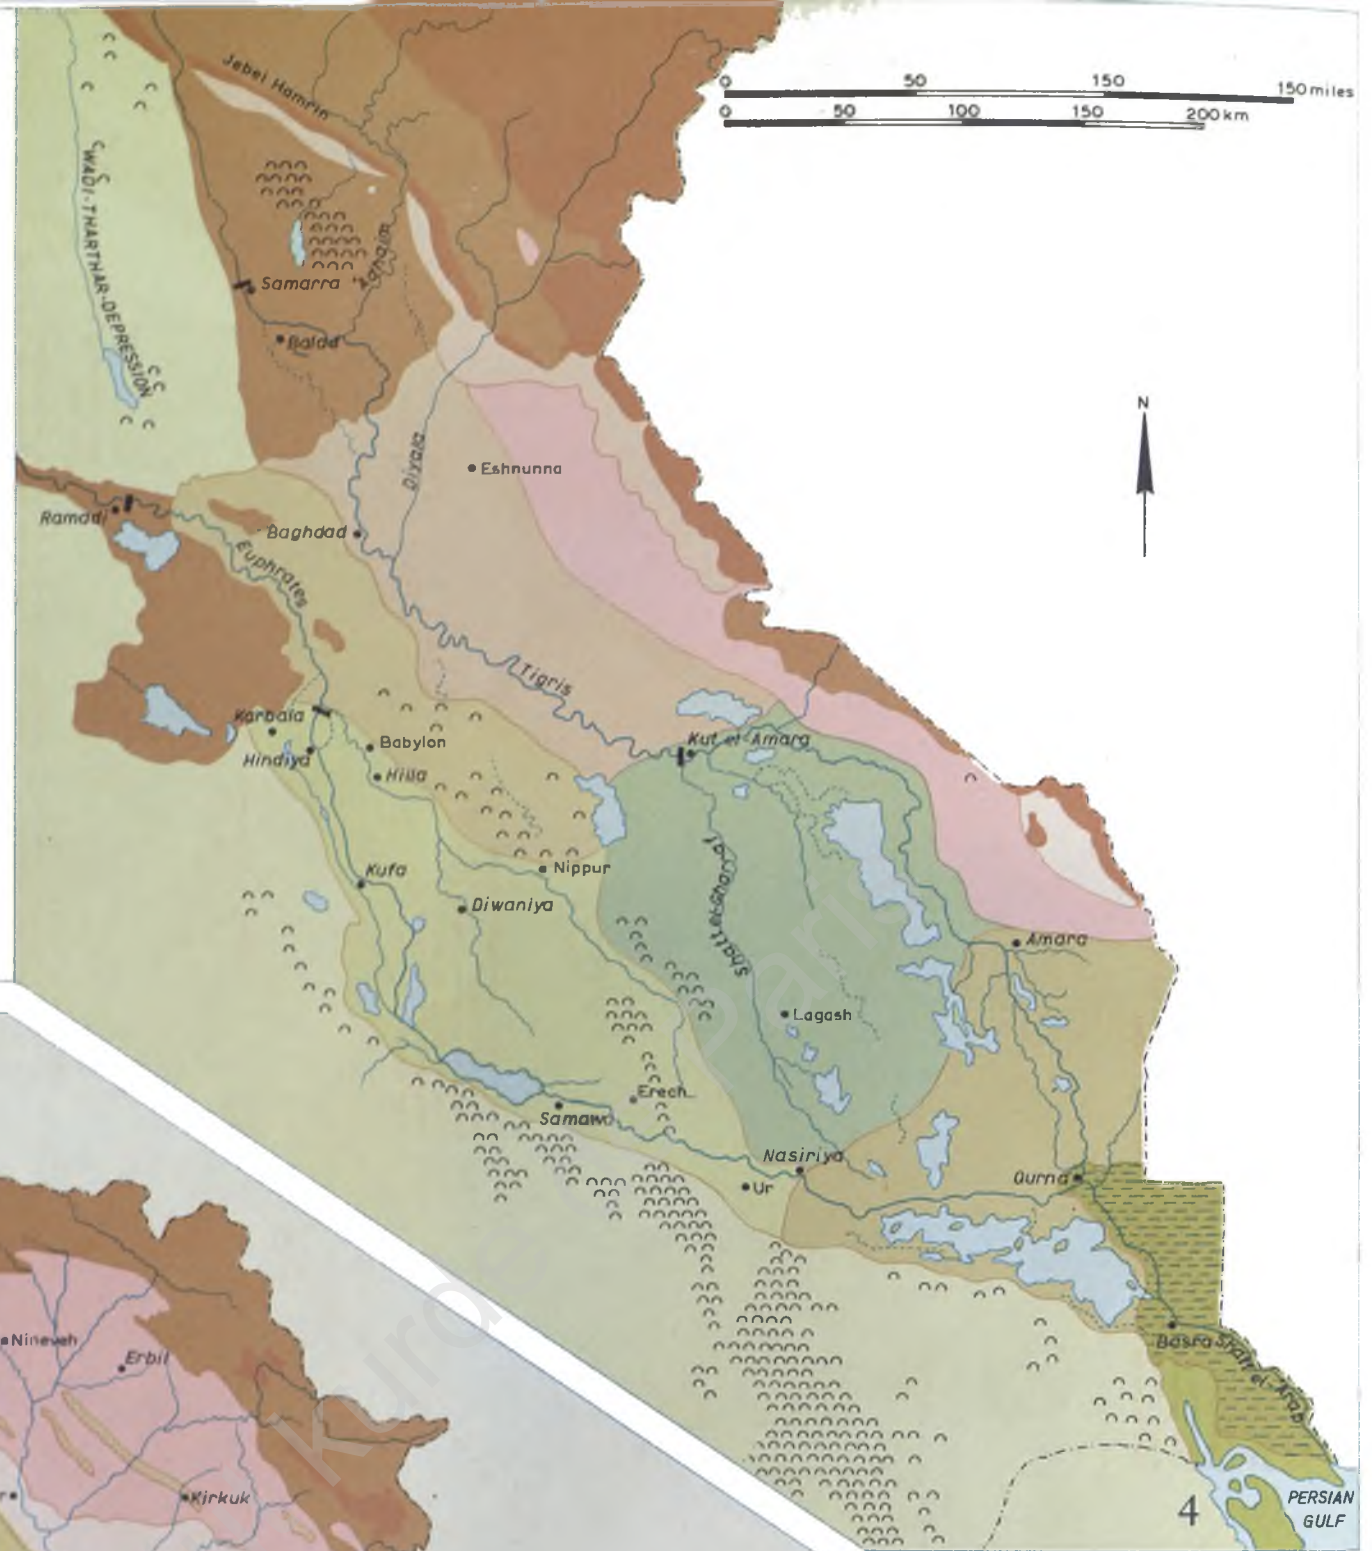 0 50 150 150 miles
0 50 100 150 200 km
Jebel Hamrin
WADI-THARTHAR-DEPRESSION
Adhaim
Samarra
Balad
N
Diyala
Eshnunna
Ramadi
Baghdad
Euphrates
Tigris
Karbala
Babylon
Kut el-Amara
Hindiya
Hilla
Shatt el-Gharraf
Kufa
Nippur
Diwaniya
Amara
Lagash
Erech
Samawa
Nasiriya
Qurna
Ur
Nineveh
Erbil
Basra
Shatt el-Arab
Kirkuk
r
4
PERSIAN
GULF